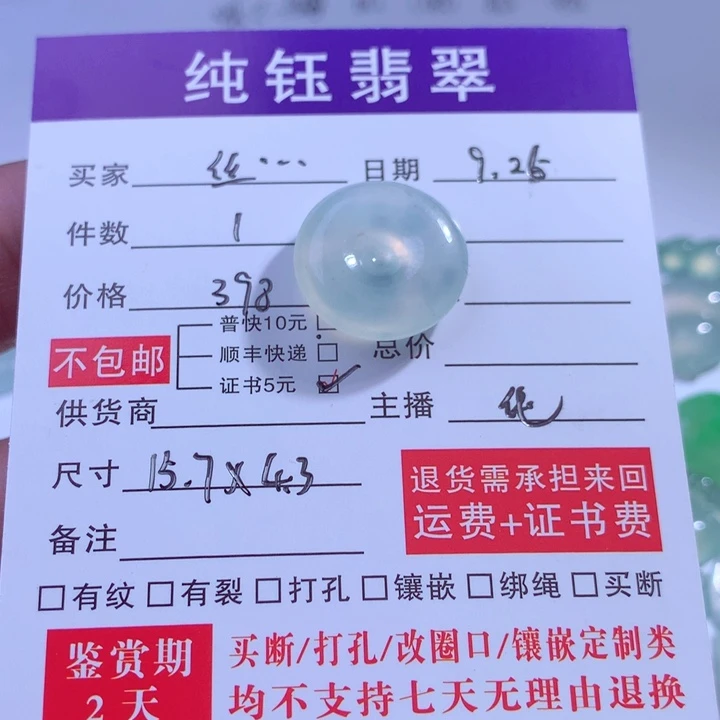 纯钰翡翠
买家 丝... 日期 9.26
件数 1
价格 398
普快10元
不包邮 顺丰快递 总价
证书5元 ✓
供货商 主播 纯
尺寸 15.7×4.3
退货需承担来回
运费+证书费
备注
□有纹 □有裂 □打孔 □镶嵌 □绑绳 □买断
鉴赏期 买断/打孔/改圈口/镶嵌定制类
2天 均不支持七天无理由退换